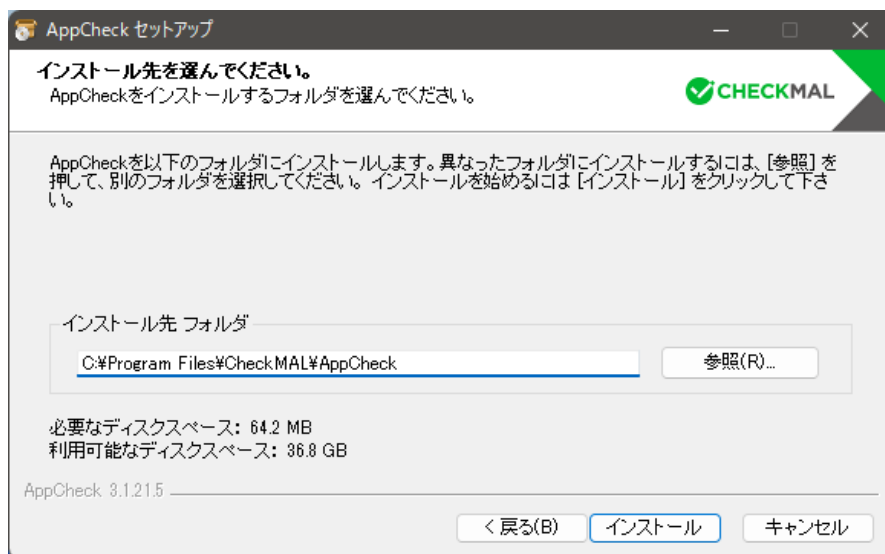 AppCheck セットアップ
インストール先を選んでください。
AppCheckをインストールするフォルダを選んでください。
CHECKMAL
AppCheckを以下のフォルダにインストールします。異なったフォルダにインストールするには、[参照] を
押して、別のフォルダを選択してください。インストールを始めるには [インストール] をクリックして下さ
い。
インストール先 フォルダ
C:¥Program Files¥CheckMAL¥AppCheck
参照(R)...
必要なディスクスペース: 64.2 MB
利用可能なディスクスペース: 36.8 GB
AppCheck 3.1.21.5
< 戻る(B)
インストール
キャンセル